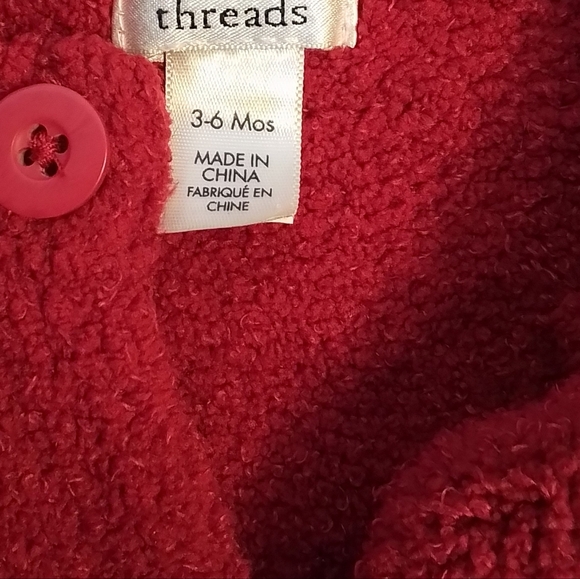 threads
3-6 Mos
MADE IN
CHINA
FABRIQUÉ EN
CHINE